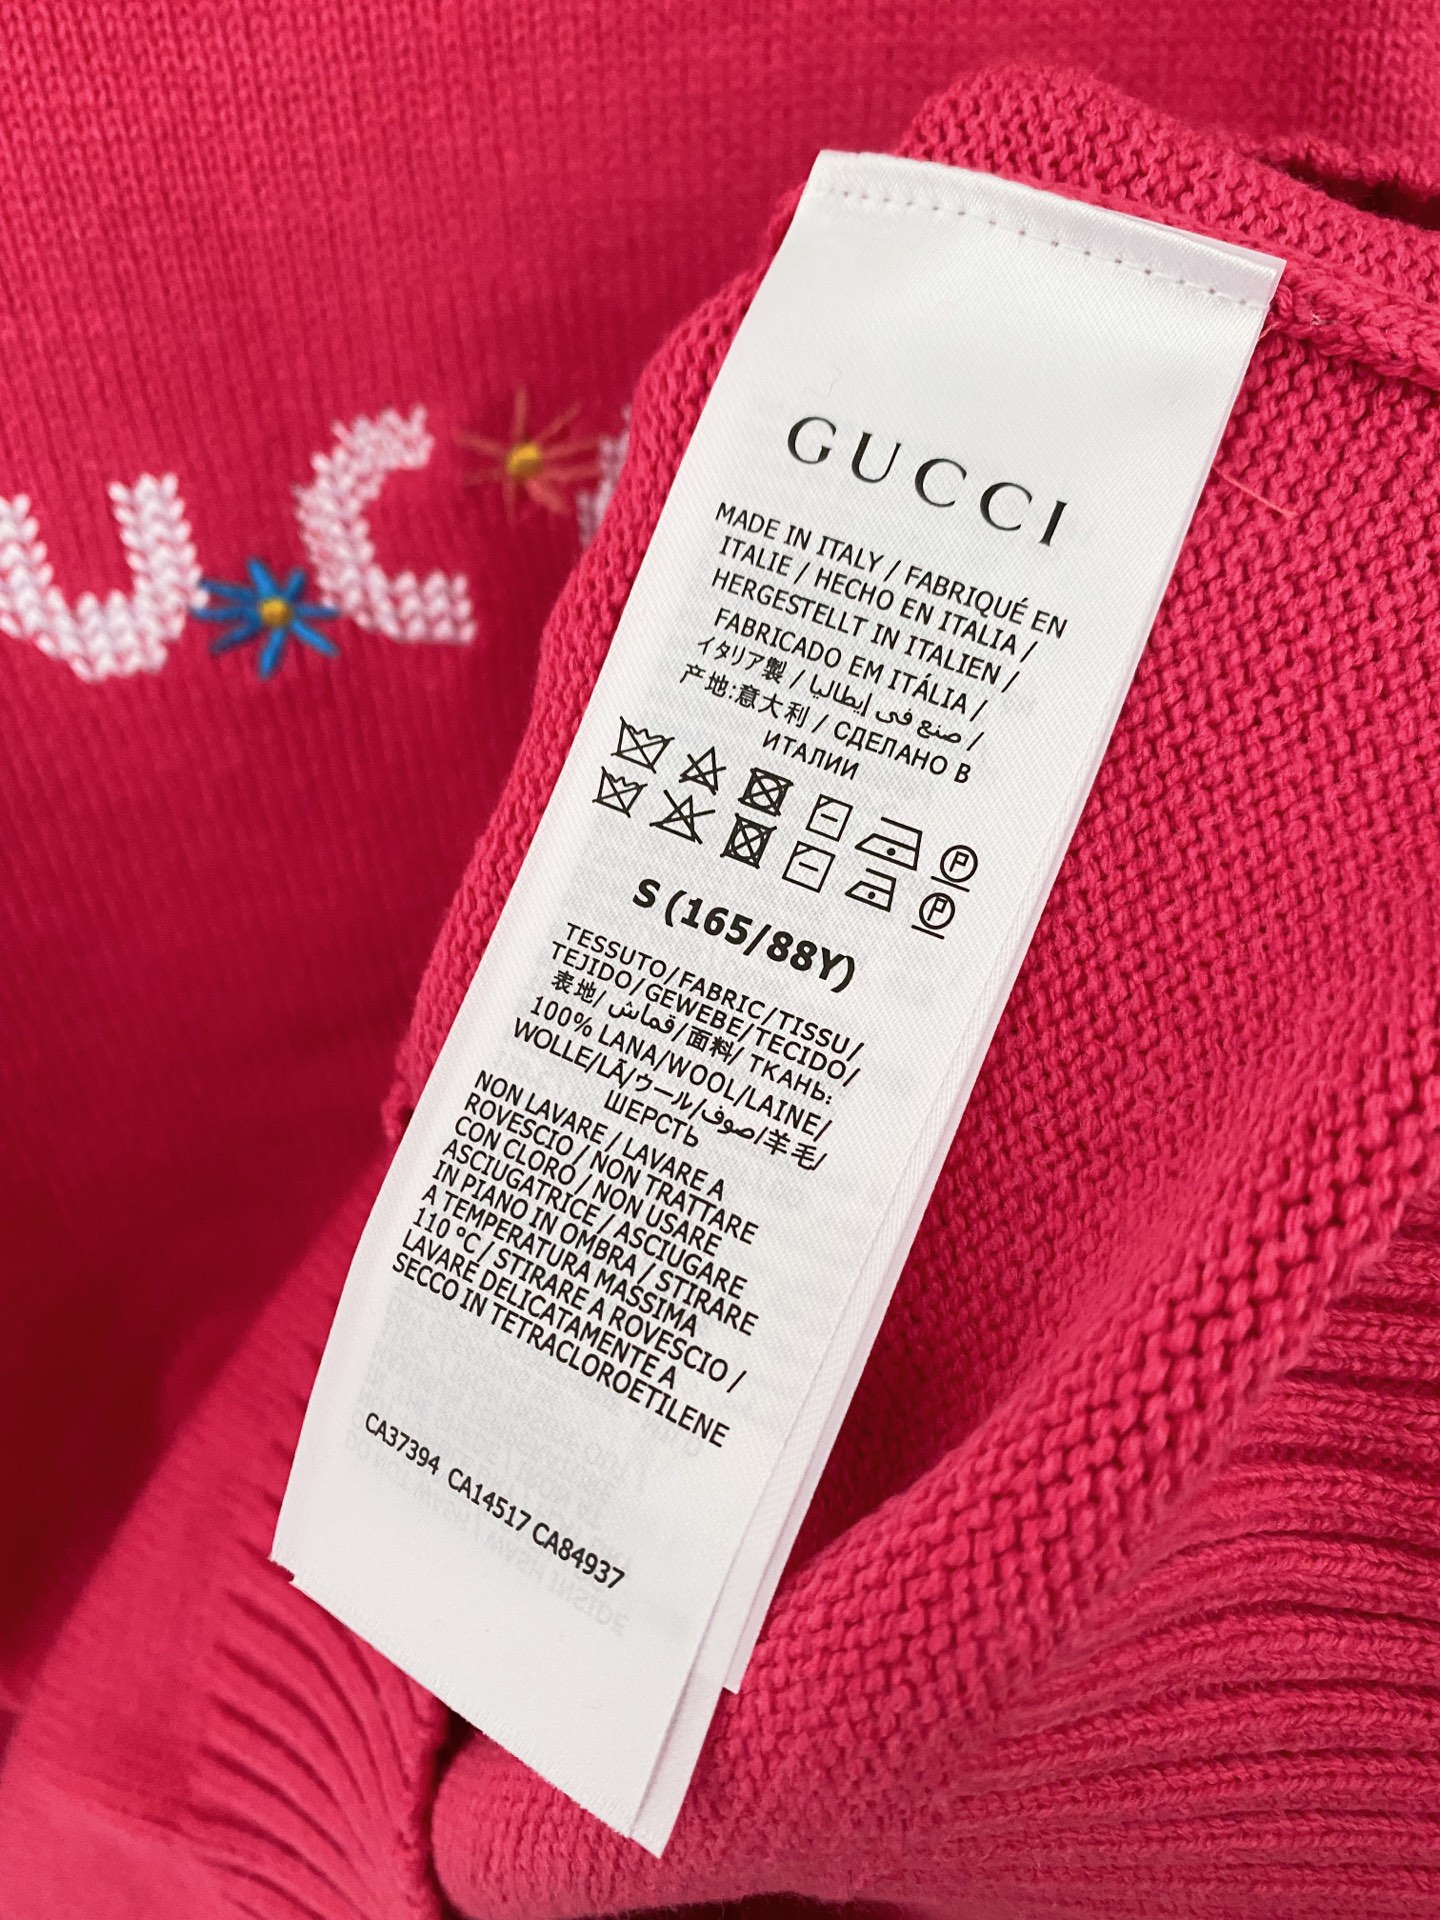 UC
GUCCI
MADE IN ITALY / FABRIQUÉ EN
ITALIE / HECHO EN ITALIA /
HERGESTELLT IN ITALIEN /
FABRICADO EM ITÁLIA /
イタリア製 / صنع في إيطاليا /
产地:意大利 / СДЕЛАНО В
ИТАЛИИ
P
P
S (165/88Y)
TESSUTO/FABRIC/TISSU/
TEJIDO/GEWEBE/TECIDO/
表地/ قماش/面料/ ТКАНЬ:
100% LANA/WOOL/LAINE/
WOLLE/LÃ/ウール/صوف/羊毛/
ШЕРСТЬ
NON LAVARE / LAVARE A
ROVESCIO / NON TRATTARE
CON CLORO / NON USARE
ASCIUGATRICE / ASCIUGARE
IN PIANO IN OMBRA / STIRARE
A TEMPERATURA MASSIMA
110 °C / STIRARE A ROVESCIO /
LAVARE DELICATAMENTE A
SECCO IN TETRACLOROETILENE
CA37394 CA14517 CA84937